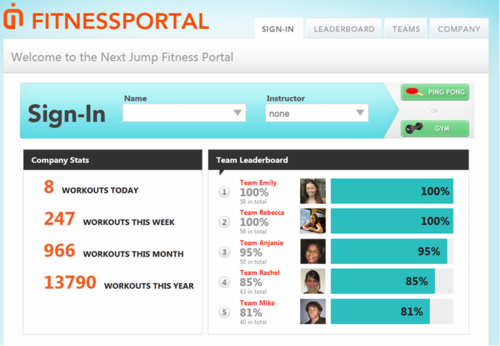 FITNESSPORTAL
SIGN-IN LEADERBOARD TEAMS COMPANY
Welcome to the Next Jump Fitness Portal
Name Instructor
Sign-In none
PING PONG
OR
GYM
Company Stats
8 WORKOUTS TODAY
247 WORKOUTS THIS WEEK
966 WORKOUTS THIS MONTH
13790 WORKOUTS THIS YEAR
Team Leaderboard
Team Emily
1 100% 100%
58 in total
Team Rebecca
2 100% 100%
56 in total
Team Anjanie
3 95% 95%
50 in total
Team Rachel
4 85% 85%
43 in total
Team Mike
5 81% 81%
40 in total